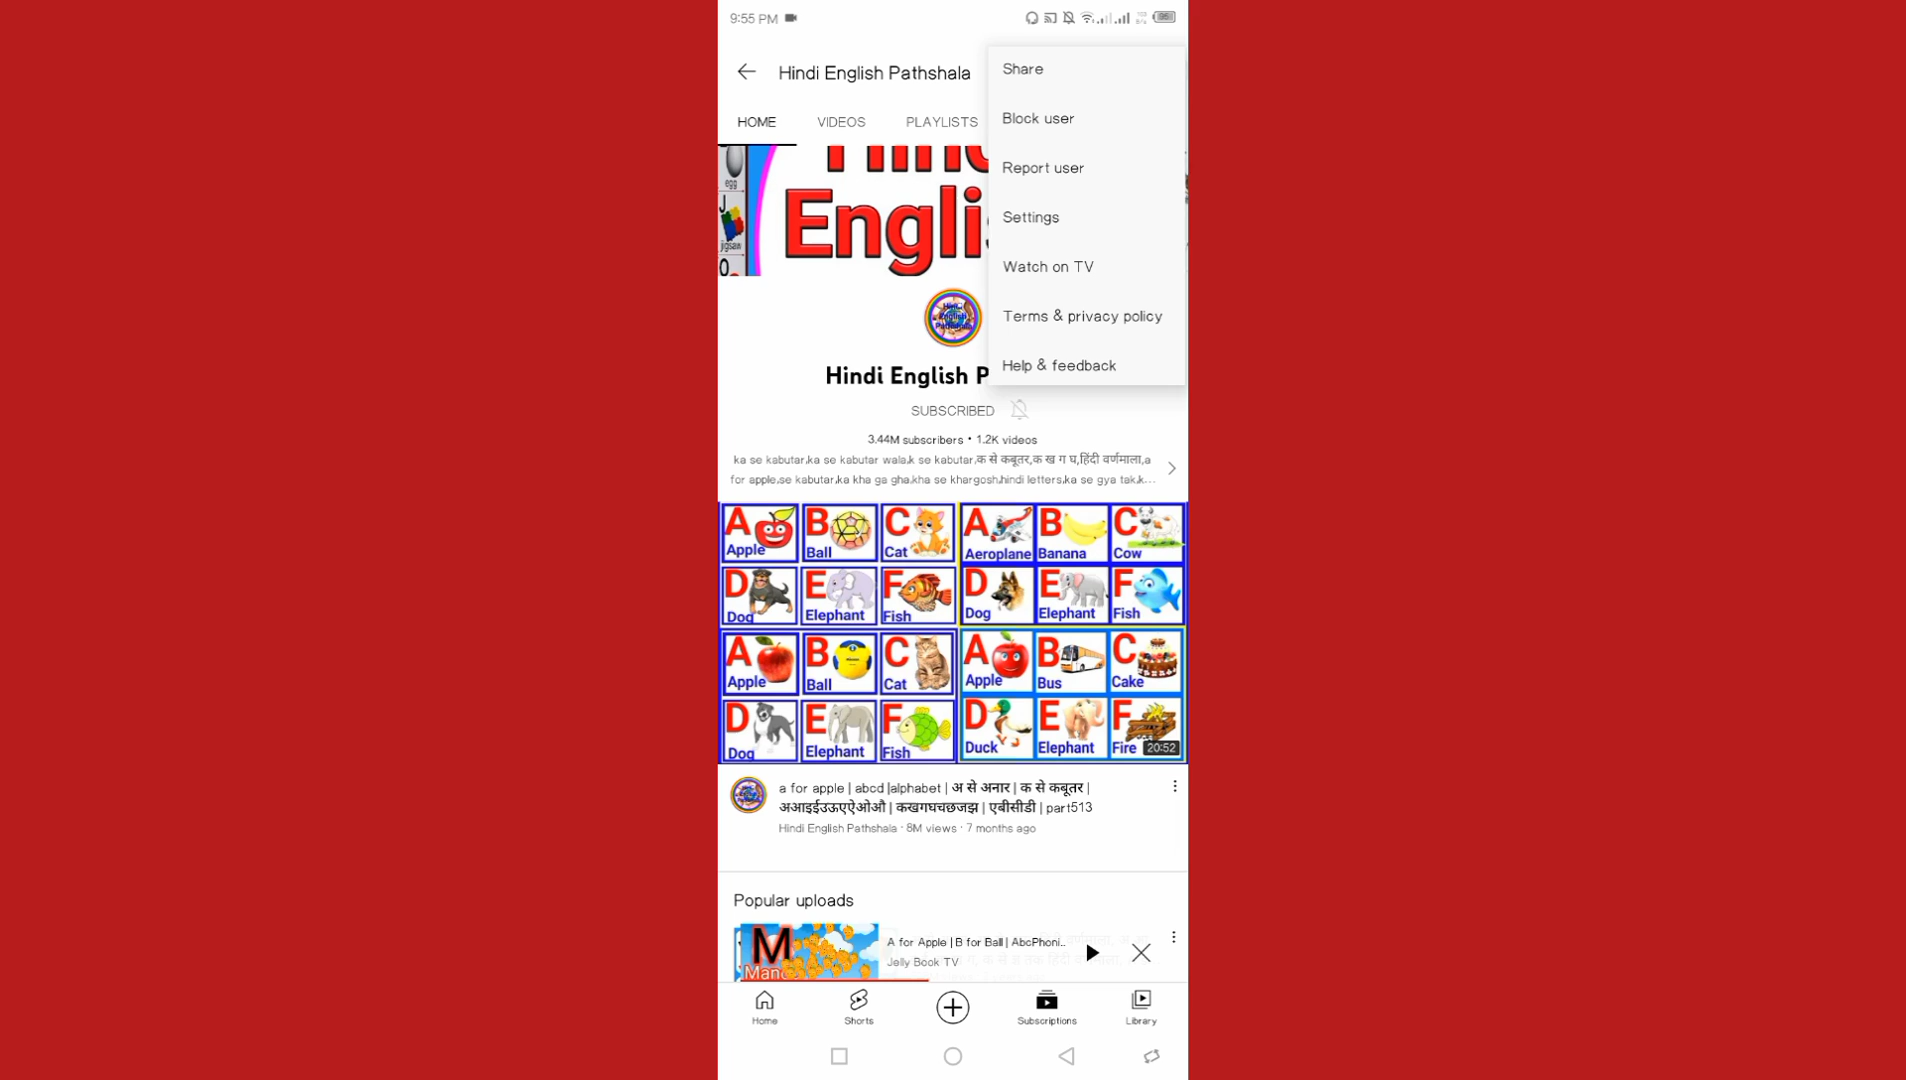 9:55 PM
Hindi English Pathshala
Share
Block user
Report user
Settings
Watch on TV
Terms & privacy policy
Help & feedback
HOME VIDEOS PLAYLISTS
egg
J
jigsaw
Engli
Hindi English P
SUBSCRIBED
3.44M subscribers • 1.2K videos
ka se kabutar,ka se kabutar wala,k se kabutar,क से कबूतर,क ख ग घ,हिंदी वर्णमाला,a
for apple,se kabutar,ka kha ga gha,kha se khargosh,hindi letters,ka se gya tak,k...
A Apple B Ball C Cat A Aeroplane B Banana C Cow
D Dog E Elephant F Fish D Dog E Elephant F Fish
A Apple B Ball C Cat A Apple B Bus C Cake
D Dog E Elephant F Fish D Duck E Elephant F Fire
20:52
a for apple | abcd |alphabet | अ से अनार | क से कबूतर |
अआइईउऊएऐओऔ | कखगघचछजझ | एबीसीडी | part513
Hindi English Pathshala · 8M views · 7 months ago
Popular uploads
M
A for Apple | B for Ball | AbcPhoni..
Jelly Book TV
Home Shorts Subscriptions Library